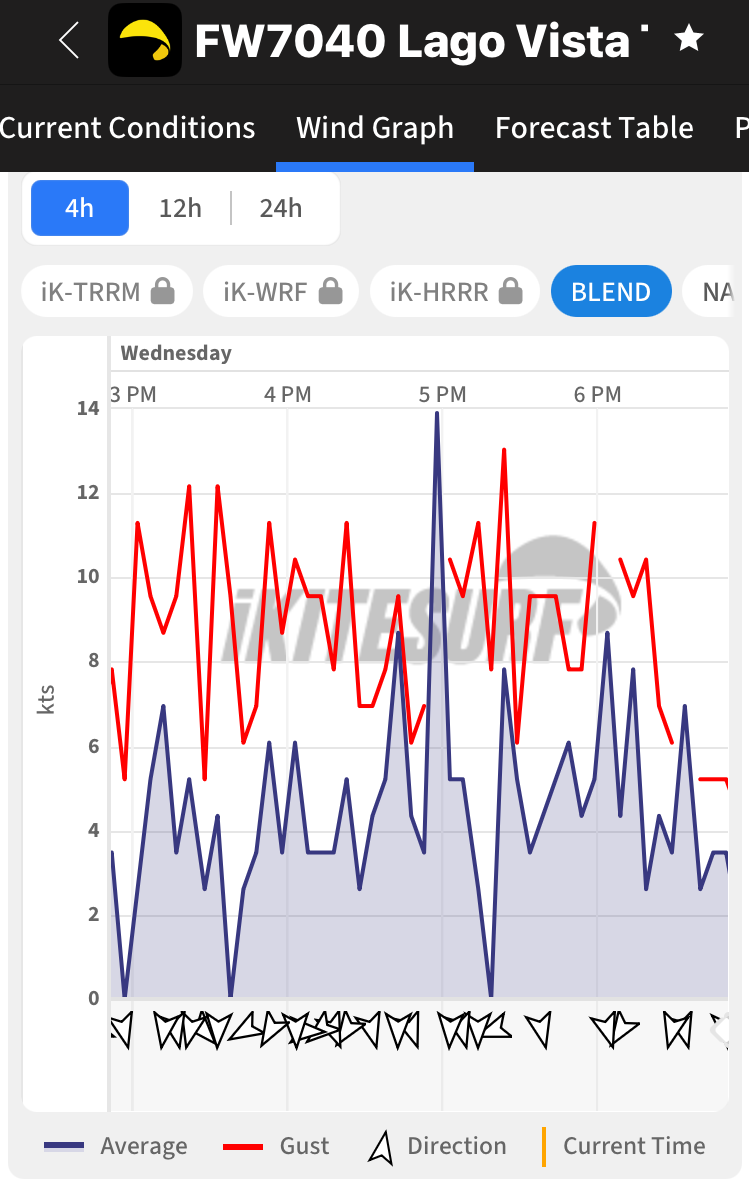 FW7040 Lago Vista
Current Conditions Wind Graph Forecast Table P
4h 12h 24h
iK-TRRM iK-WRF iK-HRRR BLEND NA
Wednesday
3 PM 4 PM 5 PM 6 PM
14
12
10
8
6
4
2
0
kts
iKITESURF
Average Gust Direction Current Time